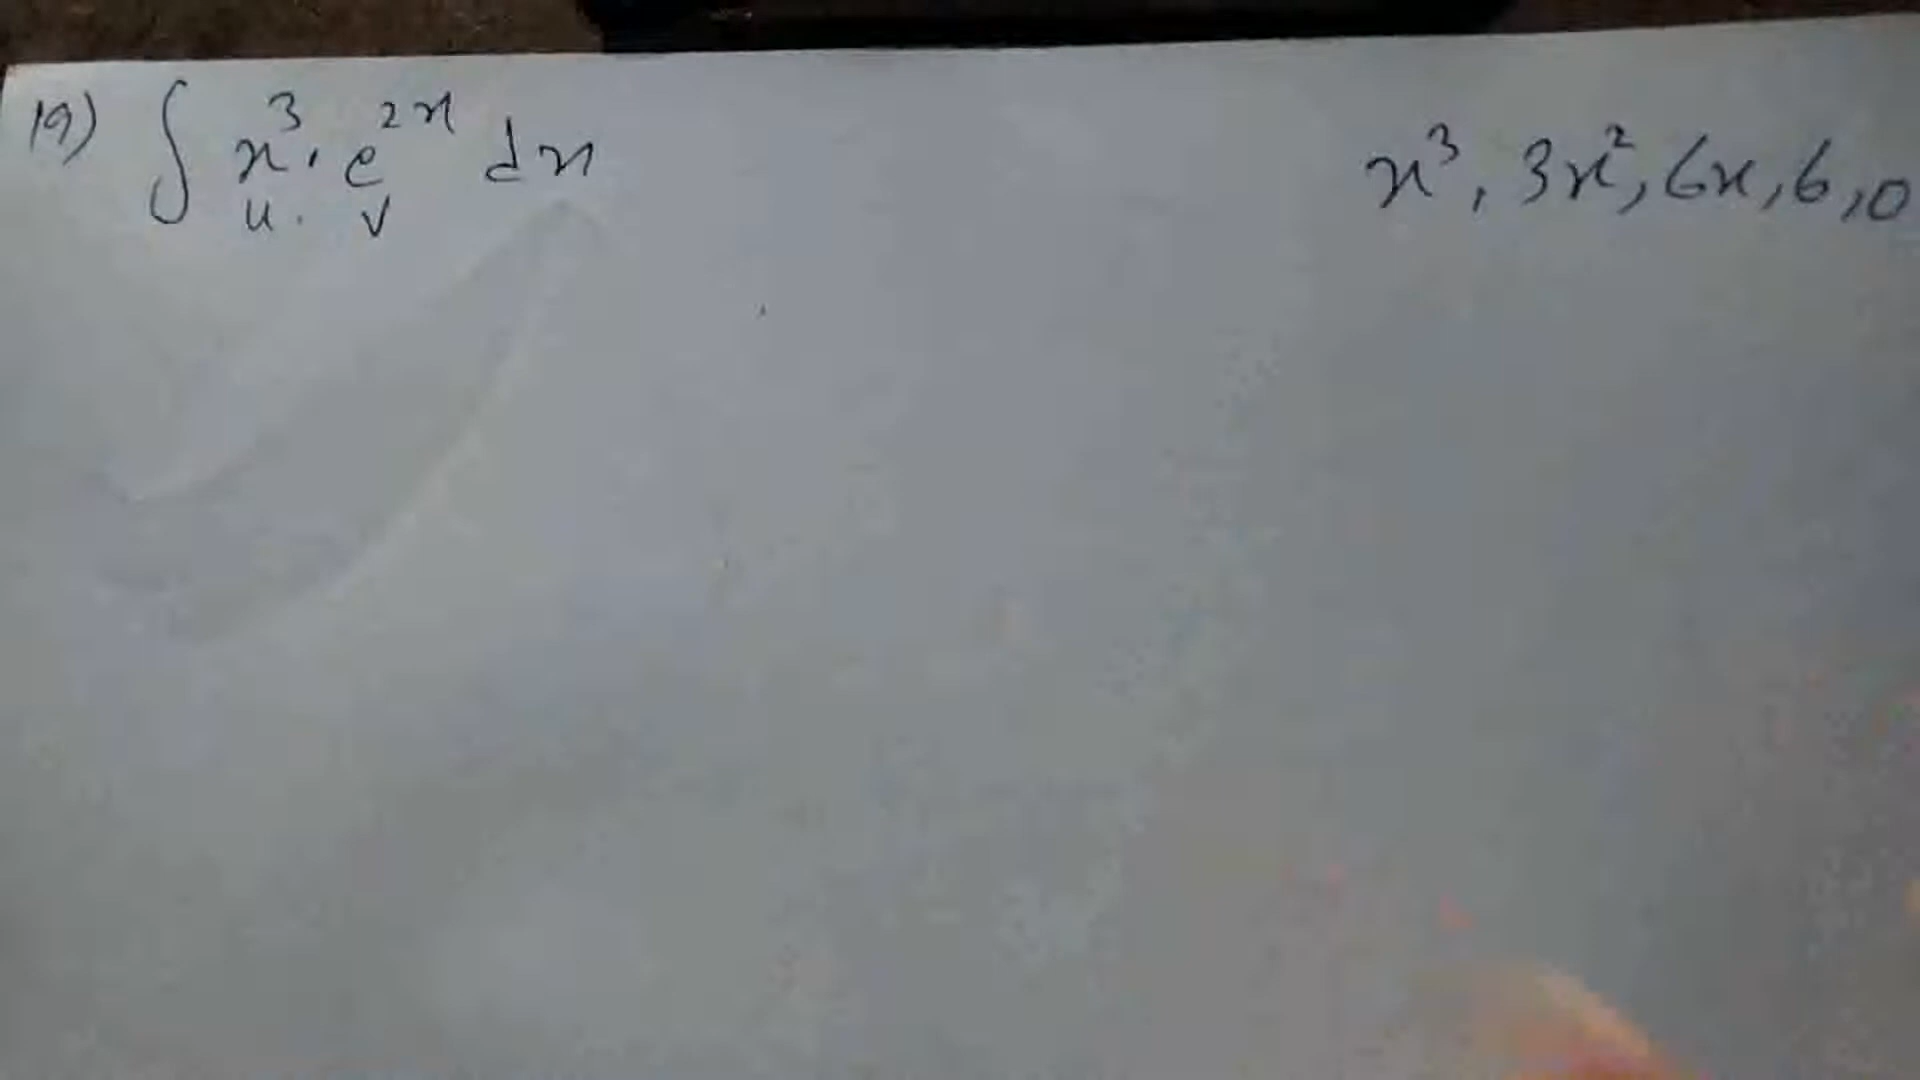 19) ∫ x³. e²ˣ dx
u. v
x³, 3x², 6x, 6, 0